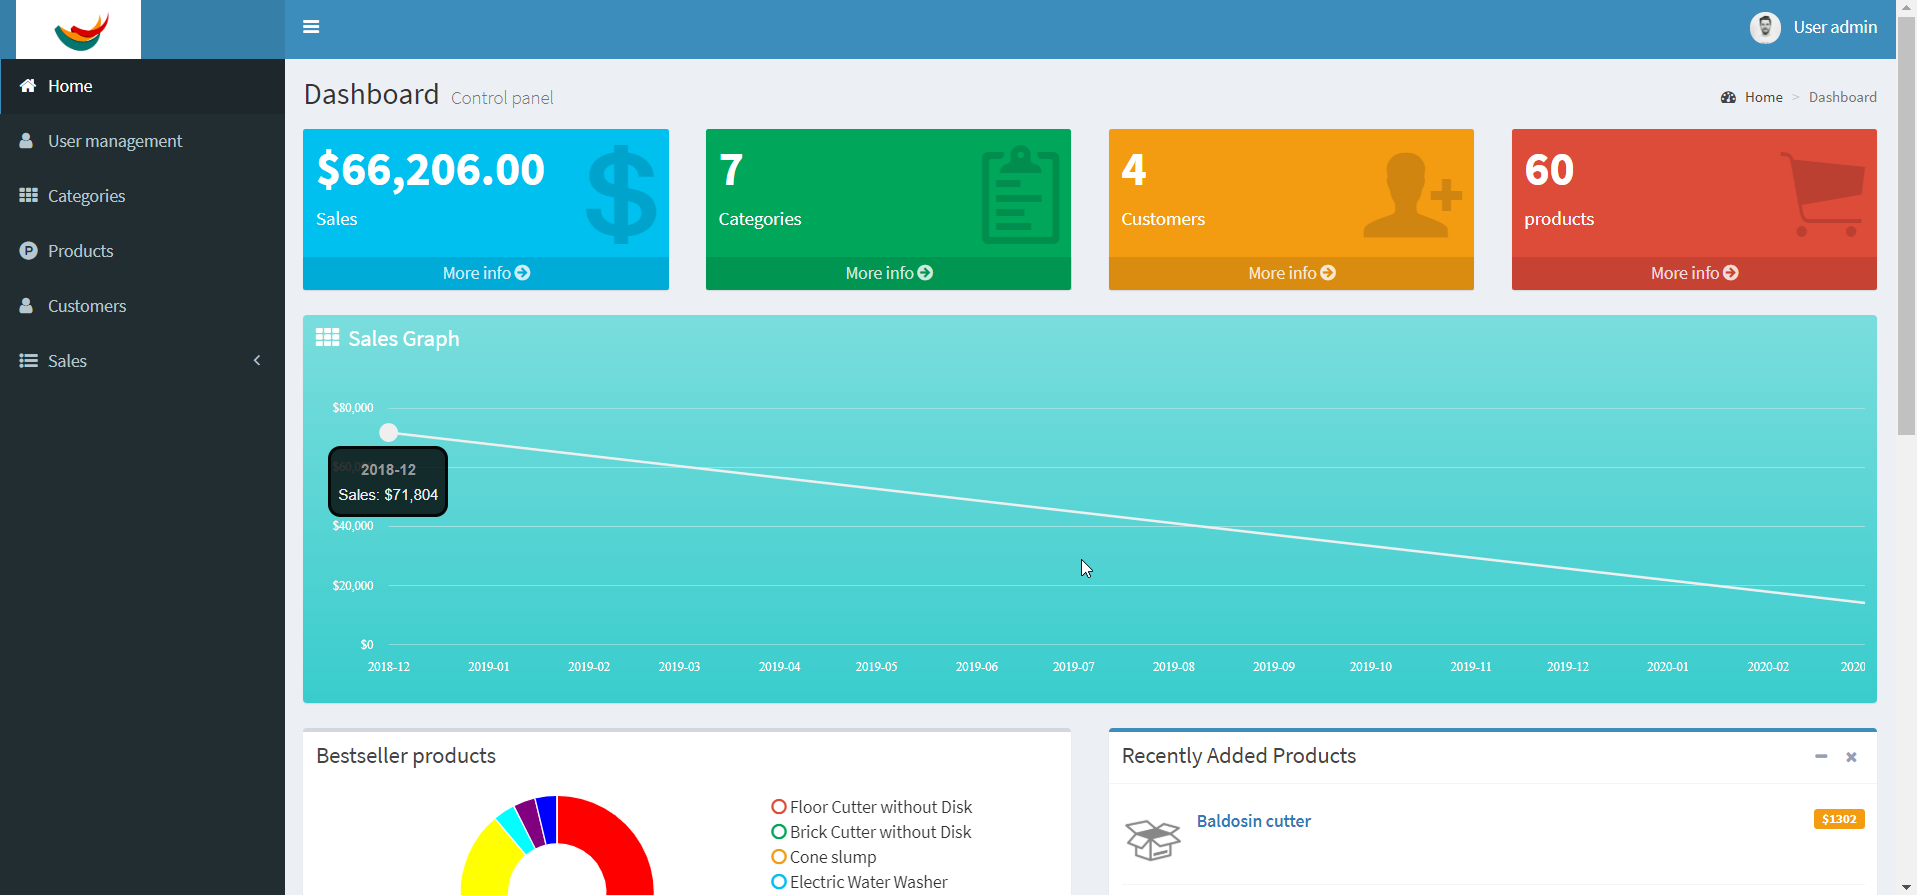 User admin
Home
User management
Categories
Products
Customers
Sales
Dashboard Control panel
Home > Dashboard
$66,206.00
Sales
More info
7
Categories
More info
4
Customers
More info
60
products
More info
Sales Graph
$80,000
$60,0
$40,000
$20,000
$0
2018-12
Sales: $71,804
2018-12 2019-01 2019-02 2019-03 2019-04 2019-05 2019-06 2019-07 2019-08 2019-09 2019-10 2019-11 2019-12 2020-01 2020-02 2020
Bestseller products
Floor Cutter without Disk
Brick Cutter without Disk
Cone slump
Electric Water Washer
Recently Added Products
Baldosin cutter
$1302